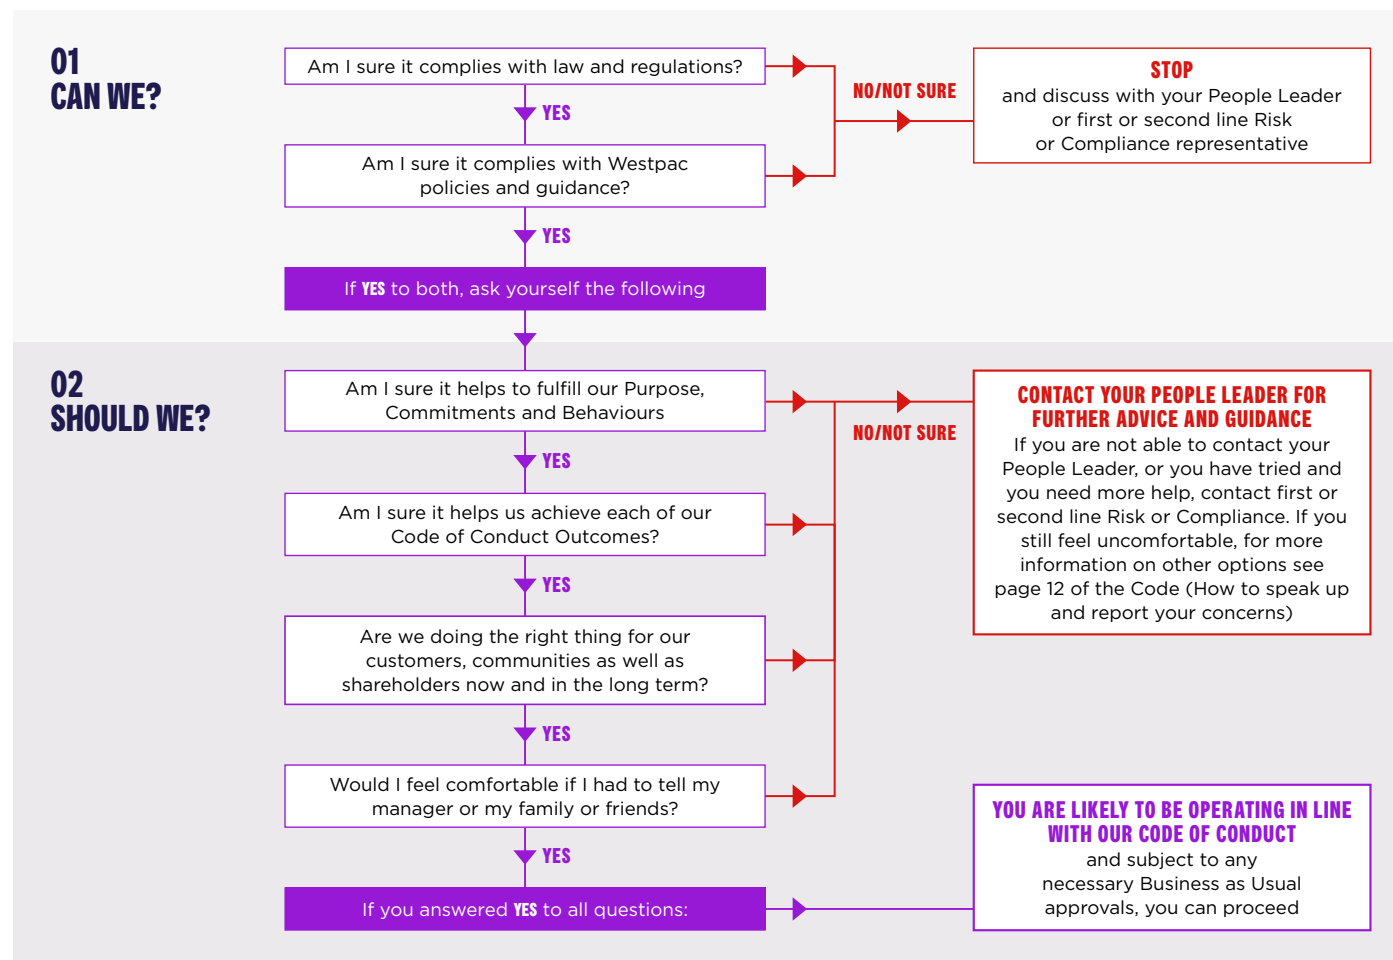 01
CAN WE?
Am I sure it complies with law and regulations?
NO/NOT SURE
STOP
and discuss with your People Leader
or first or second line Risk
or Compliance representative
YES
Am I sure it complies with Westpac
policies and guidance?
YES
If YES to both, ask yourself the following
02
SHOULD WE?
Am I sure it helps to fulfill our Purpose,
Commitments and Behaviours
NO/NOT SURE
CONTACT YOUR PEOPLE LEADER FOR
FURTHER ADVICE AND GUIDANCE
If you are not able to contact your
People Leader, or you have tried and
you need more help, contact first or
second line Risk or Compliance. If you
still feel uncomfortable, for more
information on other options see
page 12 of the Code (How to speak up
and report your concerns)
YES
Am I sure it helps us achieve each of our
Code of Conduct Outcomes?
YES
Are we doing the right thing for our
customers, communities as well as
shareholders now and in the long term?
YES
Would I feel comfortable if I had to tell my
manager or my family or friends?
YES
If you answered YES to all questions:
YOU ARE LIKELY TO BE OPERATING IN LINE
WITH OUR CODE OF CONDUCT
and subject to any
necessary Business as Usual
approvals, you can proceed